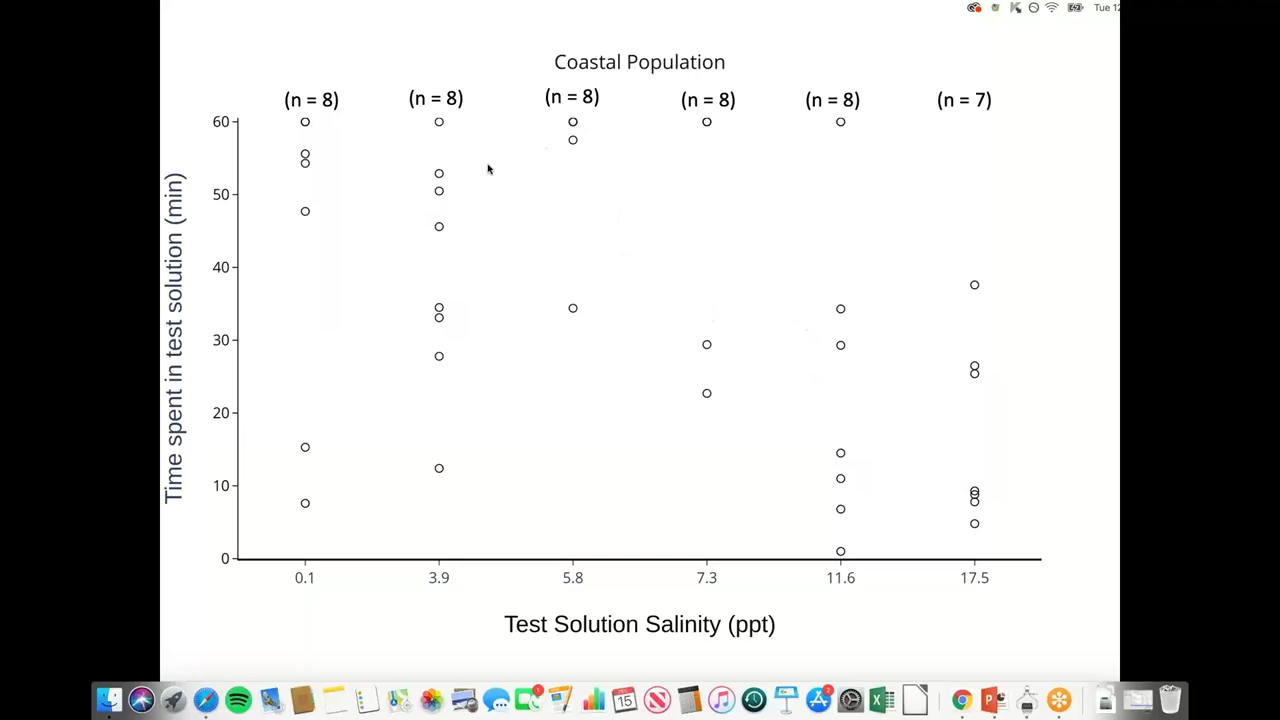 Tue 12
Coastal Population
(n = 8) (n = 8) (n = 8) (n = 8) (n = 8) (n = 7)
60
50
40
30
20
10
0
Time spent in test solution (min)
0.1 3.9 5.8 7.3 11.6 17.5
Test Solution Salinity (ppt)
15